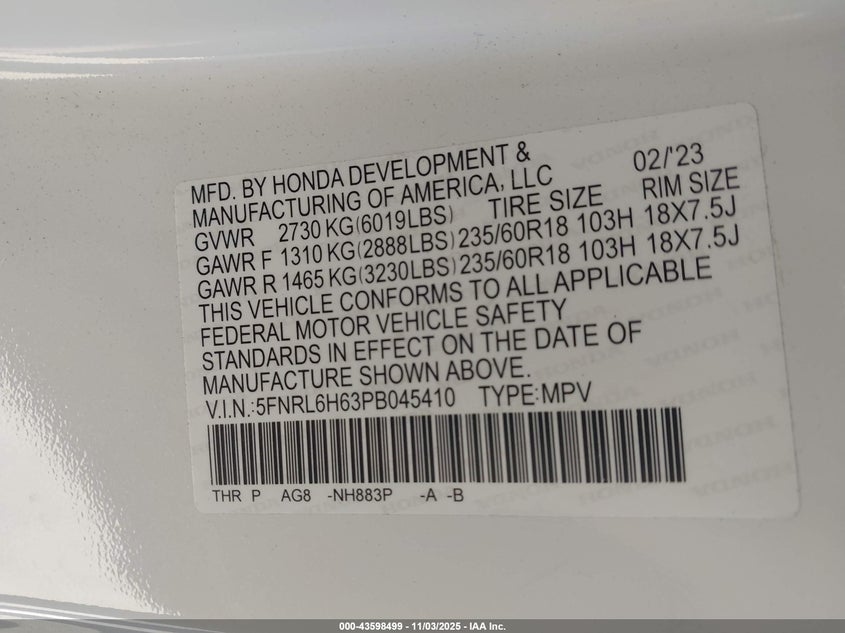 MFD. BY HONDA DEVELOPMENT & 02/'23
MANUFACTURING OF AMERICA, LLC
GVWR 2730 KG(6019LBS) TIRE SIZE RIM SIZE
GAWR F 1310 KG(2888LBS) 235/60R18 103H 18X7.5J
GAWR R 1465 KG(3230LBS) 235/60R18 103H 18X7.5J
THIS VEHICLE CONFORMS TO ALL APPLICABLE
FEDERAL MOTOR VEHICLE SAFETY
STANDARDS IN EFFECT ON THE DATE OF
MANUFACTURE SHOWN ABOVE.
V.I.N.:5FNRL6H63PB045410 TYPE:MPV
THR P AG8 -NH883P -A -B
000-43598499 - 11/03/2025 - IAA Inc.